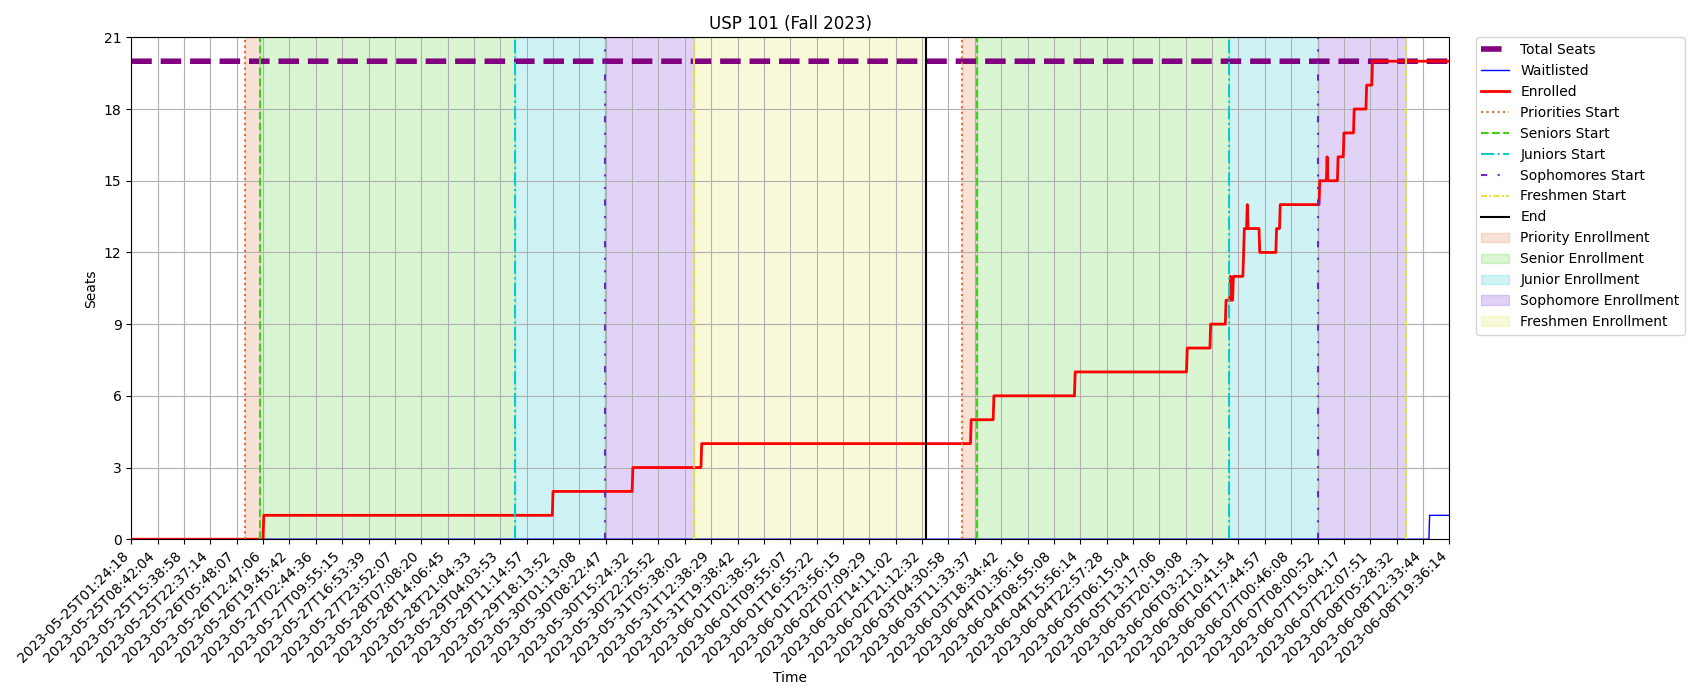 USP 101 (Fall 2023)
Seats
21
18
15
12
9
6
3
0
2023-05-25T01:24:18
2023-05-25T08:42:04
2023-05-25T15:38:58
2023-05-25T22:37:14
2023-05-26T05:48:07
2023-05-26T12:47:06
2023-05-26T19:45:42
2023-05-27T02:44:36
2023-05-27T09:55:15
2023-05-27T16:53:39
2023-05-27T23:52:07
2023-05-28T07:08:20
2023-05-28T14:06:45
2023-05-28T21:04:33
2023-05-29T04:03:53
2023-05-29T11:14:57
2023-05-29T18:13:52
2023-05-30T01:13:08
2023-05-30T08:22:47
2023-05-30T15:24:32
2023-05-30T22:25:52
2023-05-31T05:38:02
2023-05-31T12:38:29
2023-05-31T19:38:42
2023-06-01T02:38:52
2023-06-01T09:55:07
2023-06-01T16:55:22
2023-06-01T23:56:15
2023-06-02T07:09:29
2023-06-02T14:11:02
2023-06-02T21:12:32
2023-06-03T04:30:58
2023-06-03T11:33:37
2023-06-03T18:34:42
2023-06-04T01:36:16
2023-06-04T08:55:08
2023-06-04T15:56:14
2023-06-04T22:57:28
2023-06-05T06:15:04
2023-06-05T13:17:06
2023-06-05T20:19:08
2023-06-06T03:21:31
2023-06-06T10:41:54
2023-06-06T17:44:57
2023-06-07T00:46:08
2023-06-07T08:00:52
2023-06-07T15:04:17
2023-06-07T22:07:51
2023-06-08T05:28:32
2023-06-08T12:33:44
2023-06-08T19:36:14
Time
Total Seats
Waitlisted
Enrolled
Priorities Start
Seniors Start
Juniors Start
Sophomores Start
Freshmen Start
End
Priority Enrollment
Senior Enrollment
Junior Enrollment
Sophomore Enrollment
Freshmen Enrollment